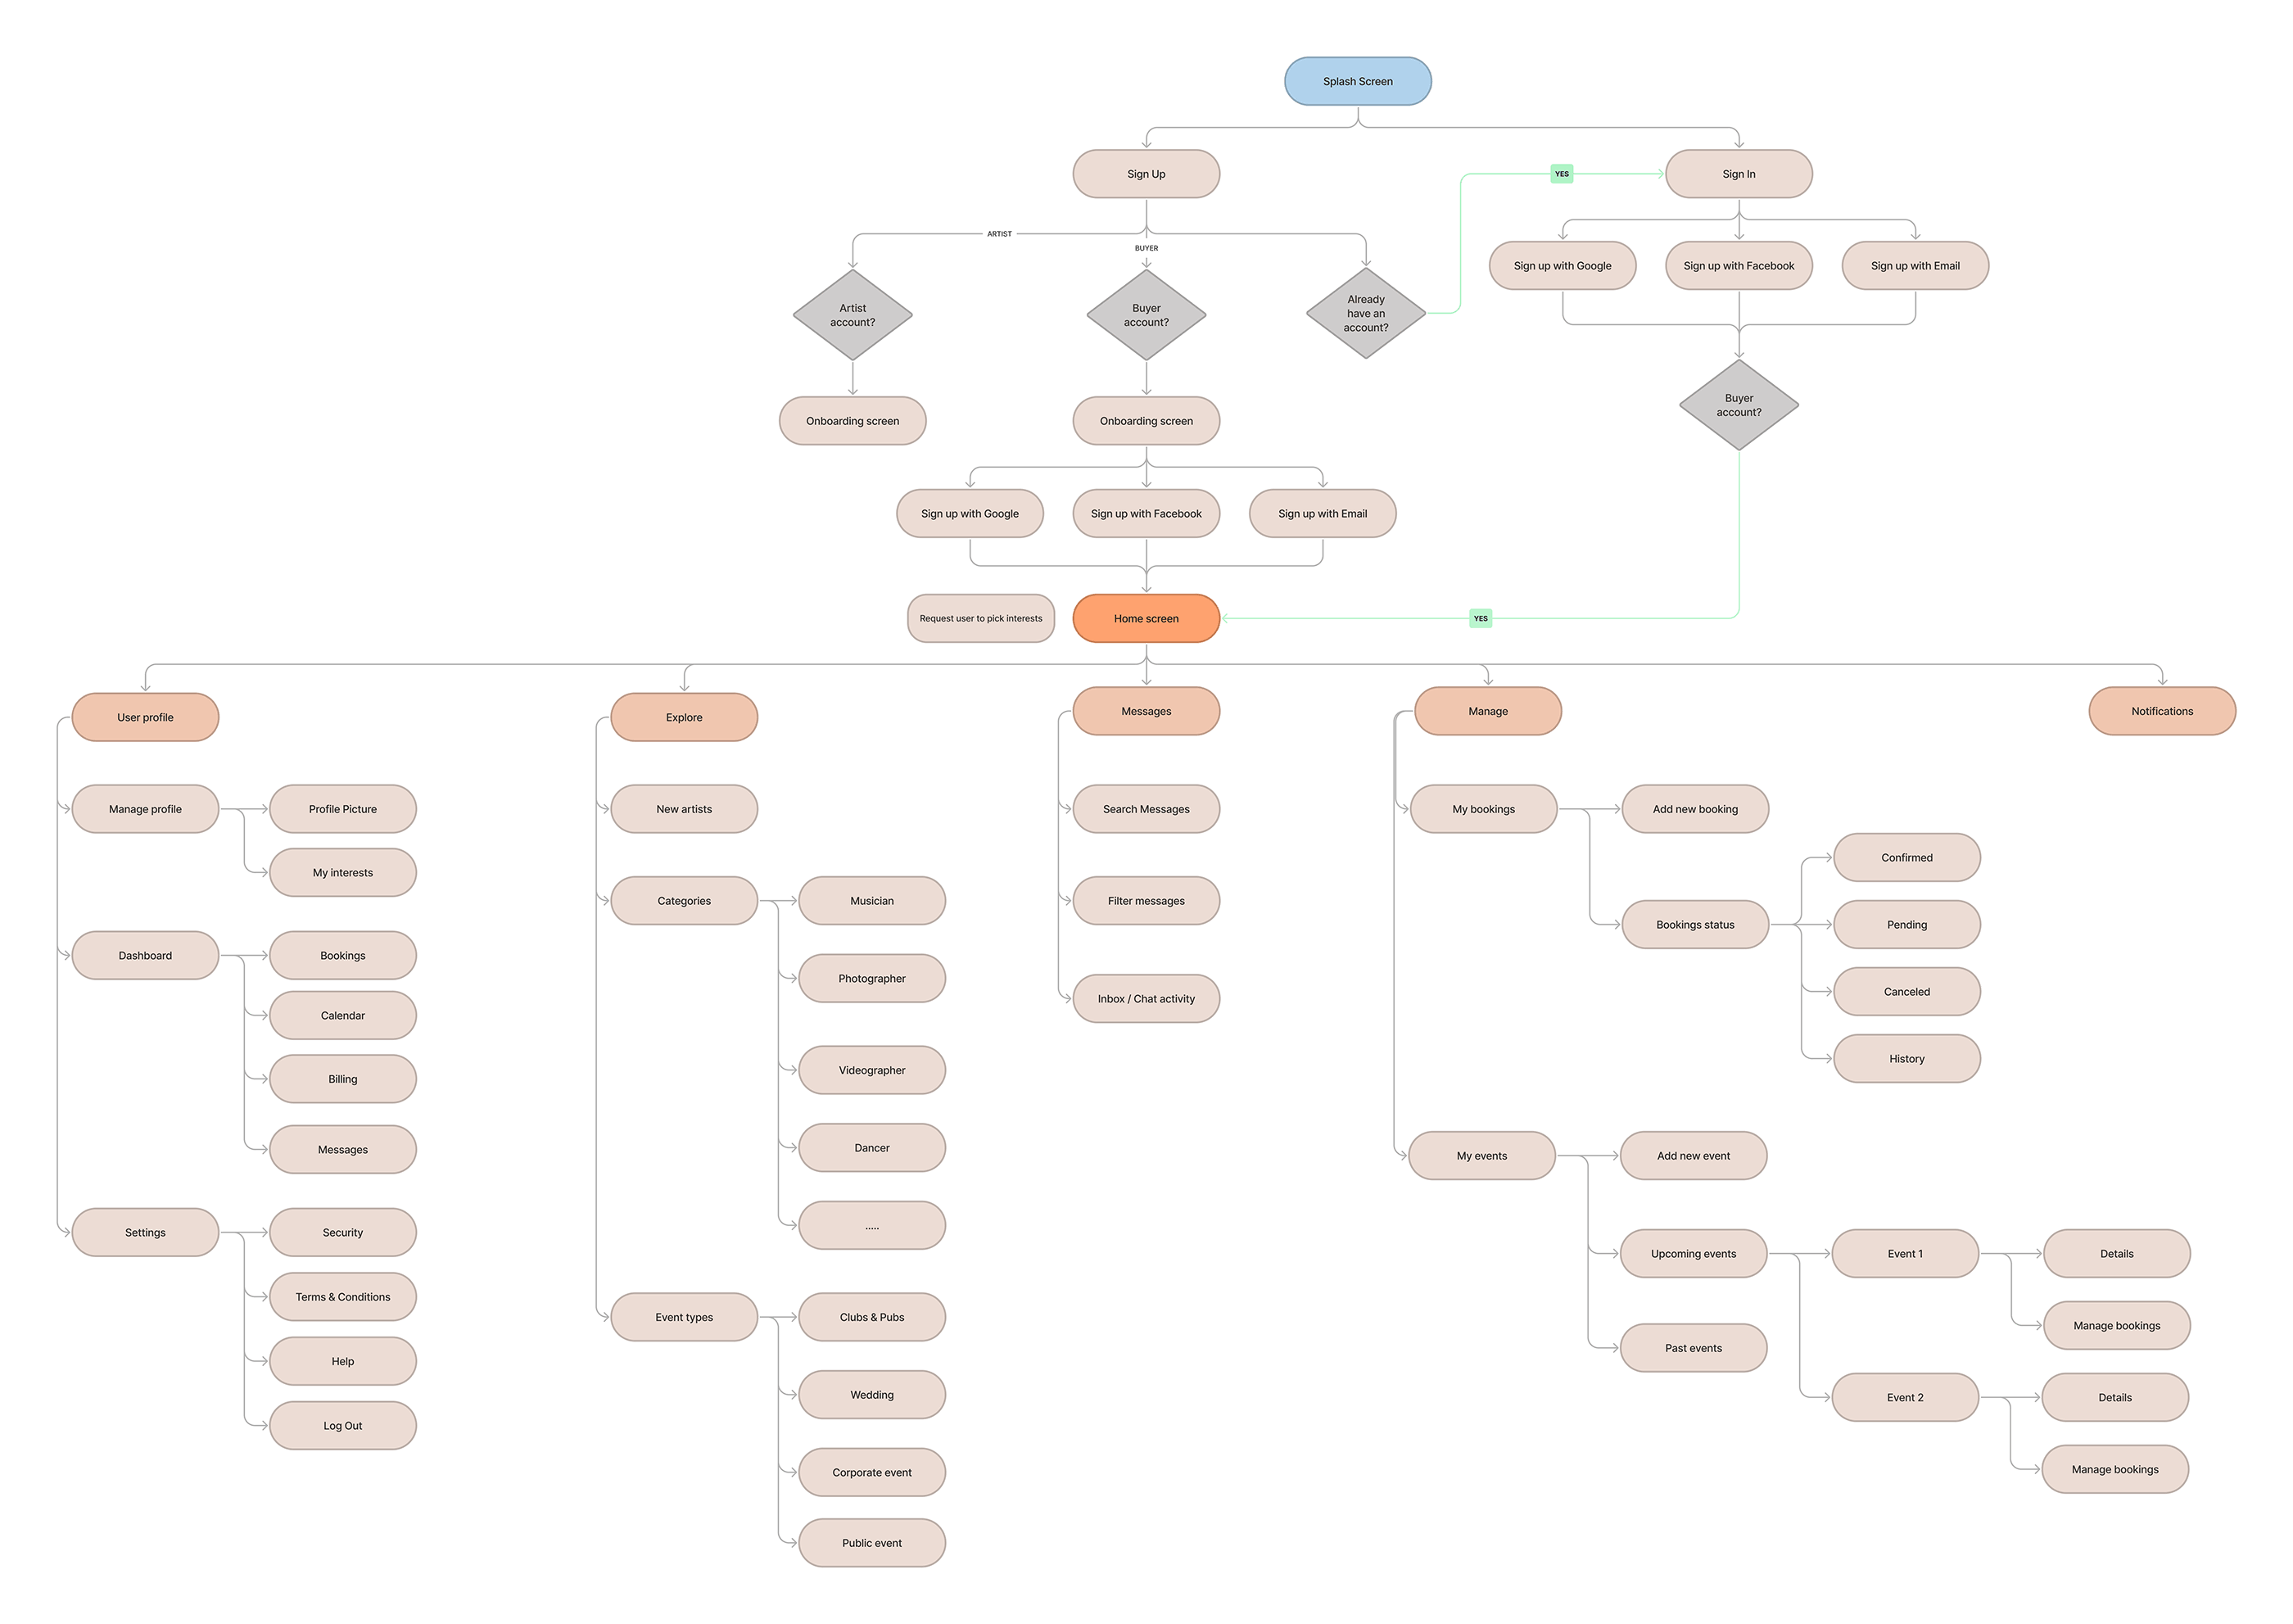 Splash Screen
Sign Up
YES
Sign In
ARTIST
BUYER
Sign up with Google
Sign up with Facebook
Sign up with Email
Artist
account?
Buyer
account?
Already
have an
account?
Buyer
account?
Onboarding screen
Onboarding screen
Sign up with Google
Sign up with Facebook
Sign up with Email
Request user to pick interests
Home screen
YES
User profile
Explore
Messages
Manage
Notifications
Manage profile
Profile Picture
My interests
Dashboard
Bookings
Calendar
Billing
Messages
Settings
Security
Terms & Conditions
Help
Log Out
New artists
Categories
Musician
Photographer
Videographer
Dancer
.....
Event types
Clubs & Pubs
Wedding
Corporate event
Public event
Search Messages
Filter messages
Inbox / Chat activity
My bookings
Add new booking
Bookings status
Confirmed
Pending
Canceled
History
My events
Add new event
Upcoming events
Event 1
Details
Manage bookings
Past events
Event 2
Details
Manage bookings